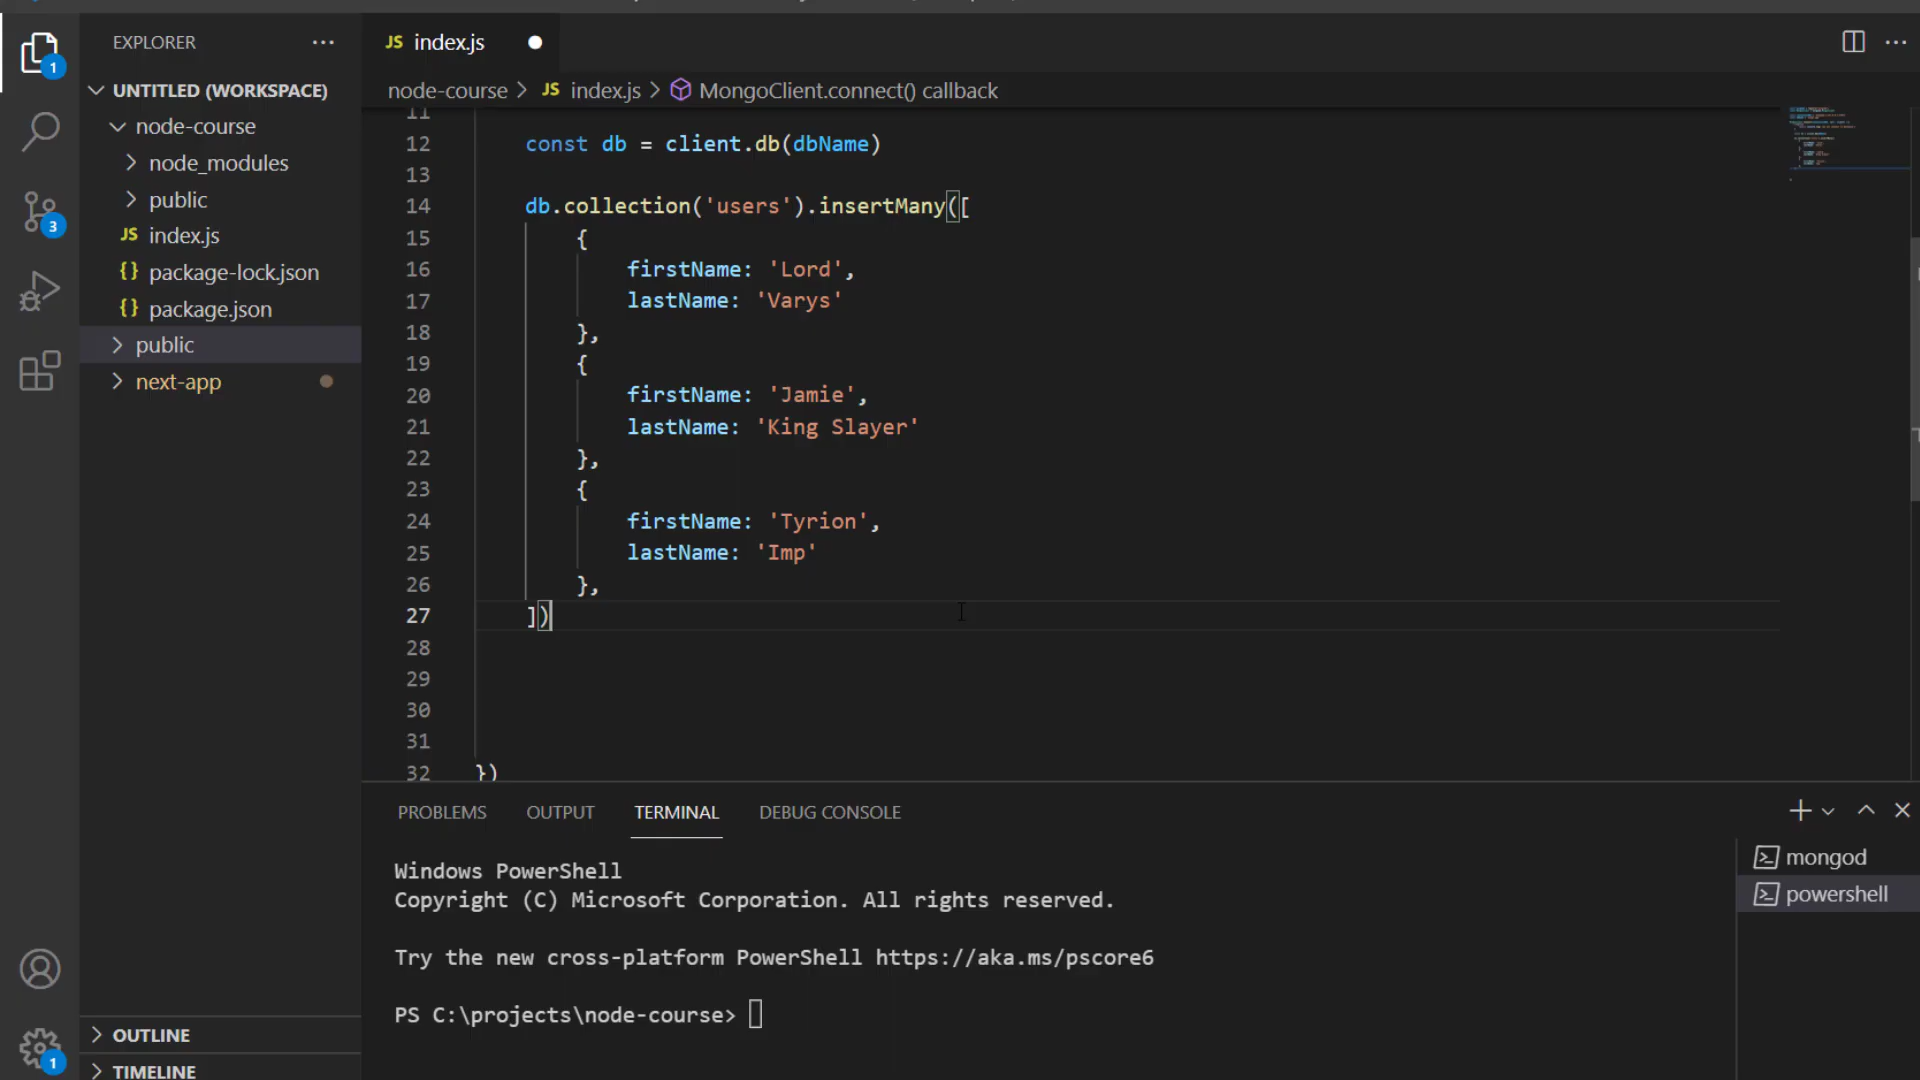 EXPLORER
UNTITLED (WORKSPACE)
node-course
node_modules
public
JS index.js
{} package-lock.json
{} package.json
public
next-app
OUTLINE
TIMELINE
1
3
1
JS index.js
node-course > JS index.js > MongoClient.connect() callback
11
12 const db = client.db(dbName)
13
14 db.collection('users').insertMany([
15 {
16 firstName: 'Lord',
17 lastName: 'Varys'
18 },
19 {
20 firstName: 'Jamie',
21 lastName: 'King Slayer'
22 },
23 {
24 firstName: 'Tyrion',
25 lastName: 'Imp'
26 },
27 ])
28
29
30
31
32 })
PROBLEMS OUTPUT TERMINAL DEBUG CONSOLE
Windows PowerShell
Copyright (C) Microsoft Corporation. All rights reserved.
Try the new cross-platform PowerShell https://aka.ms/pscore6
PS C:\projects\node-course>
mongod
powershell